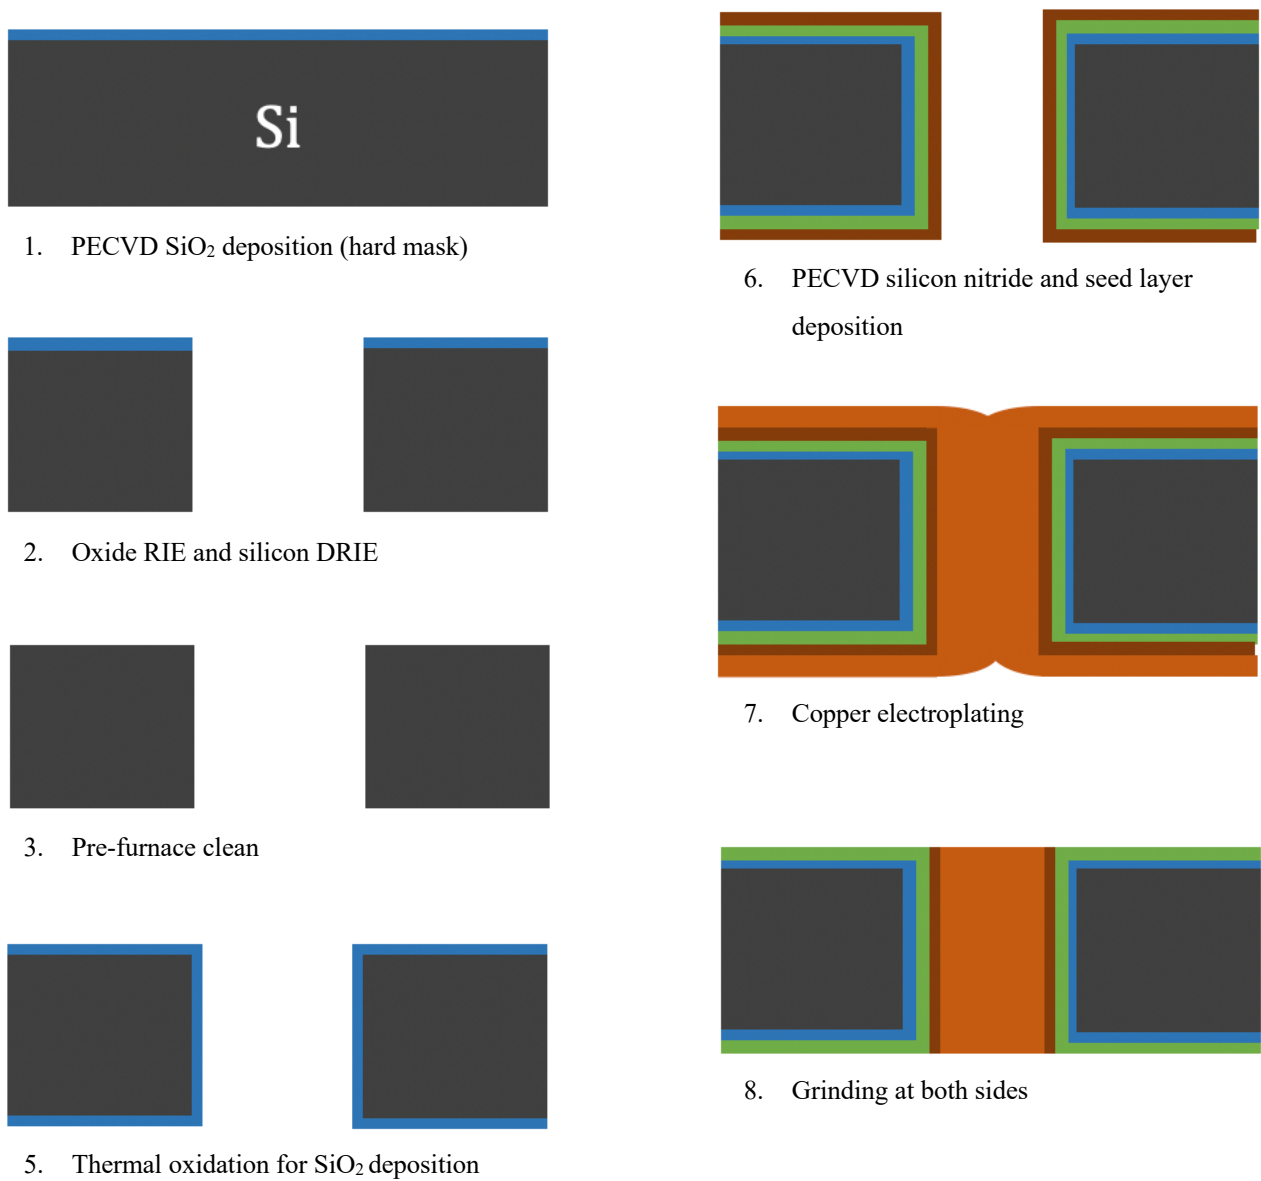 Si
1. PECVD SiO₂ deposition (hard mask)
2. Oxide RIE and silicon DRIE
3. Pre-furnace clean
5. Thermal oxidation for SiO₂ deposition
6. PECVD silicon nitride and seed layer
deposition
7. Copper electroplating
8. Grinding at both sides